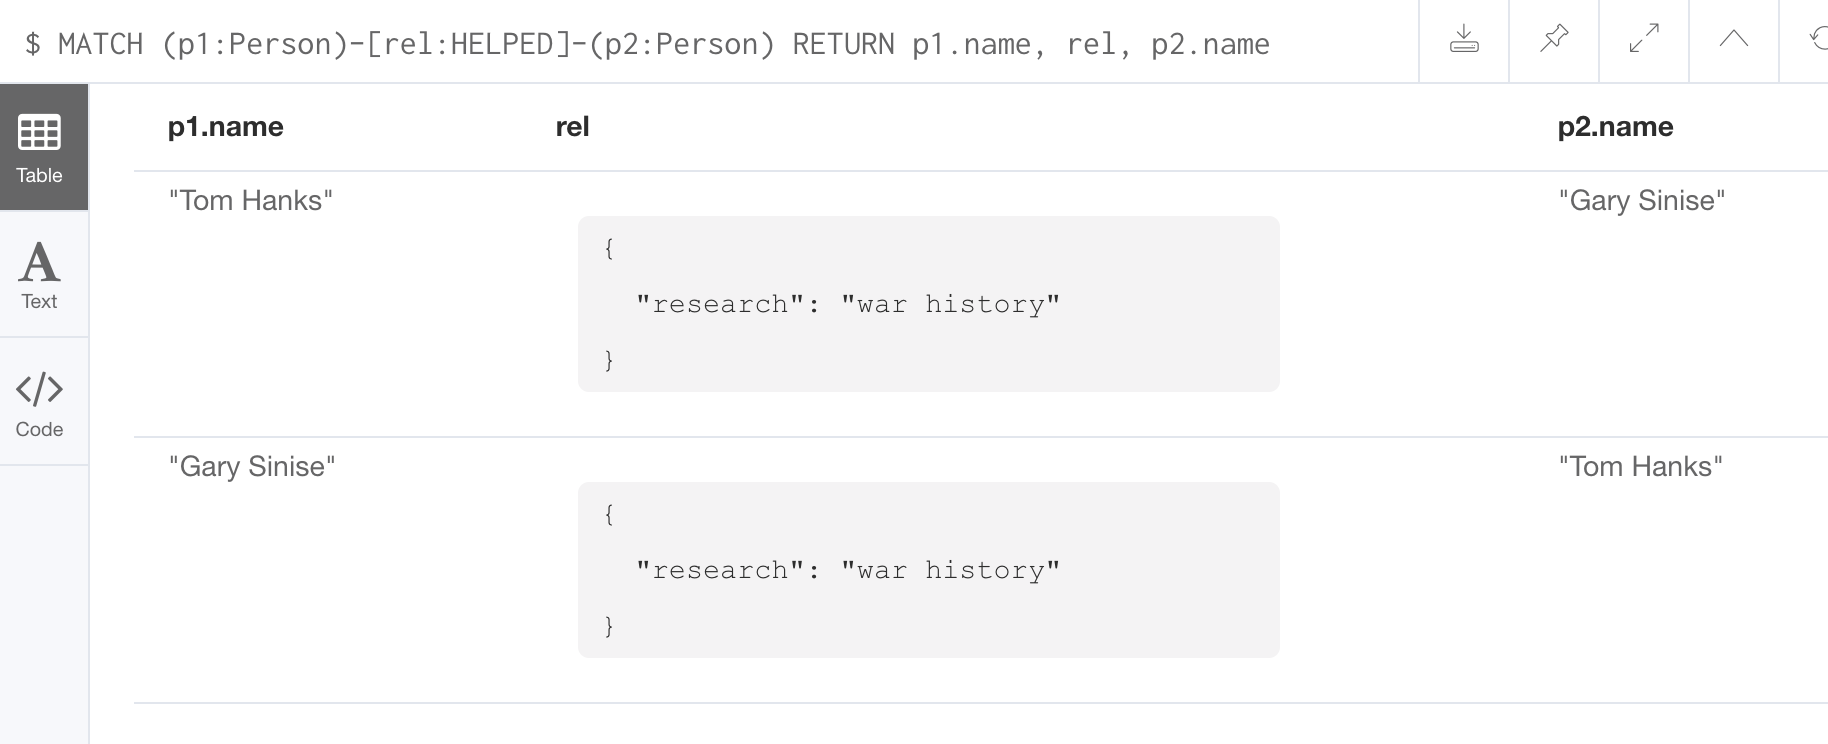 $ MATCH (p1:Person)-[rel:HELPED]-(p2:Person) RETURN p1.name, rel, p2.name
Table
Text
Code
p1.name rel p2.name
"Tom Hanks" "Gary Sinise"
{
"research": "war history"
}
"Gary Sinise" "Tom Hanks"
{
"research": "war history"
}